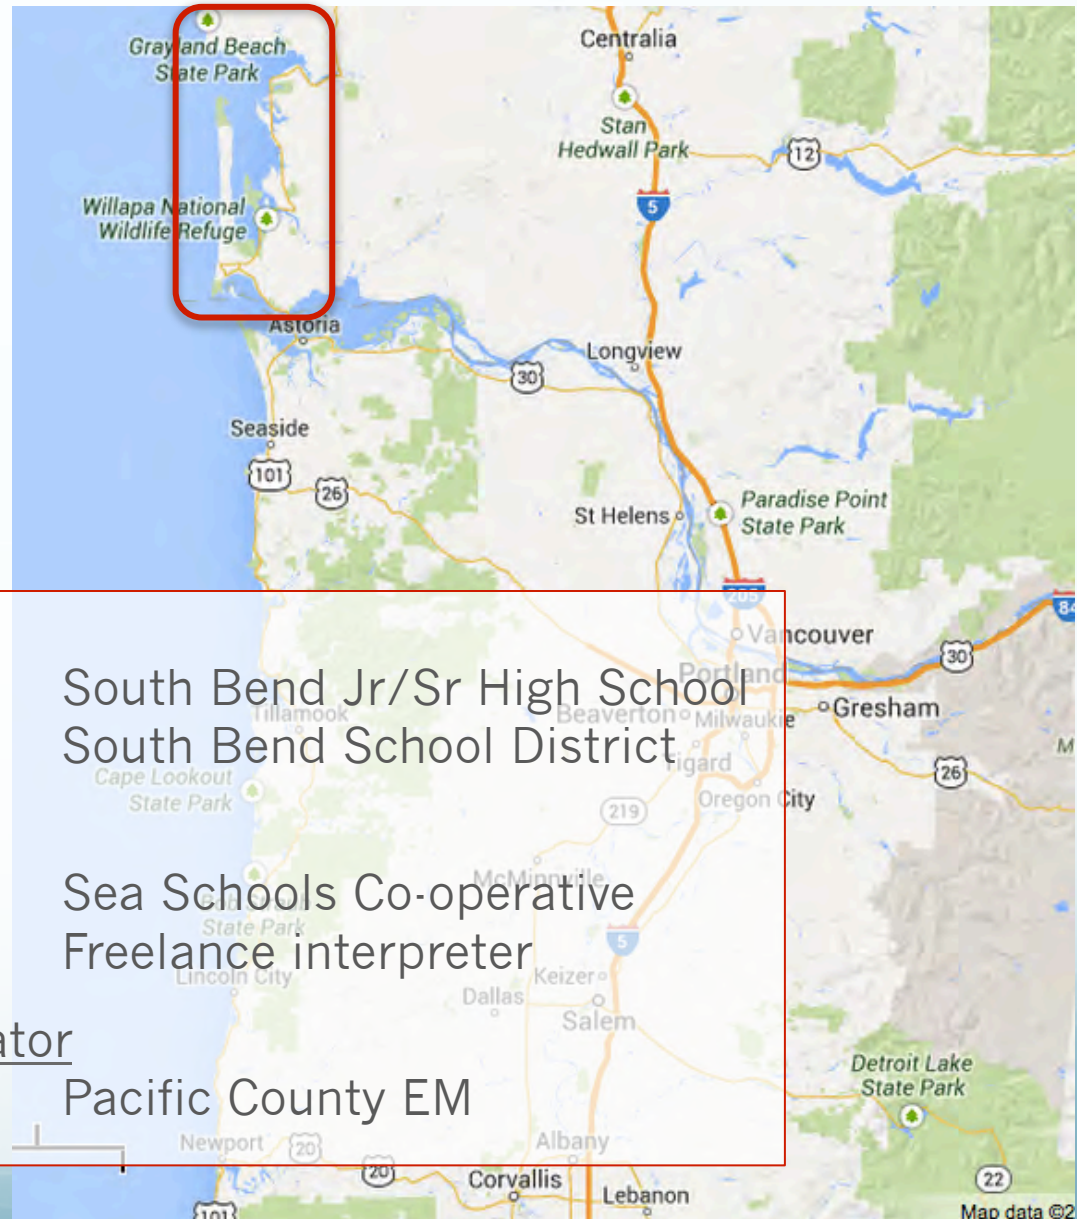 Grayland Beach
State Park
Centralia
Stan
Hedwall Park
12
5
Willapa National
Wildlife Refuge
Astoria
Longview
30
Seaside
101
26
St Helens
Paradise Point
State Park
205
84
Vancouver
30
Portland
South Bend Jr/Sr High School
Tillamook
Beaverton
Milwaukie
Gresham
South Bend School District
Tigard
26
Cape Lookout
State Park
Oregon City
219
McMinnville
Sea Schools Co-operative
State Park
Freelance interpreter
5
Lincoln City
Keizer
Dallas
Salem
Detroit Lake
State Park
Pacific County EM
Newport
20
Albany
20
Corvallis
22
Lebanon
101